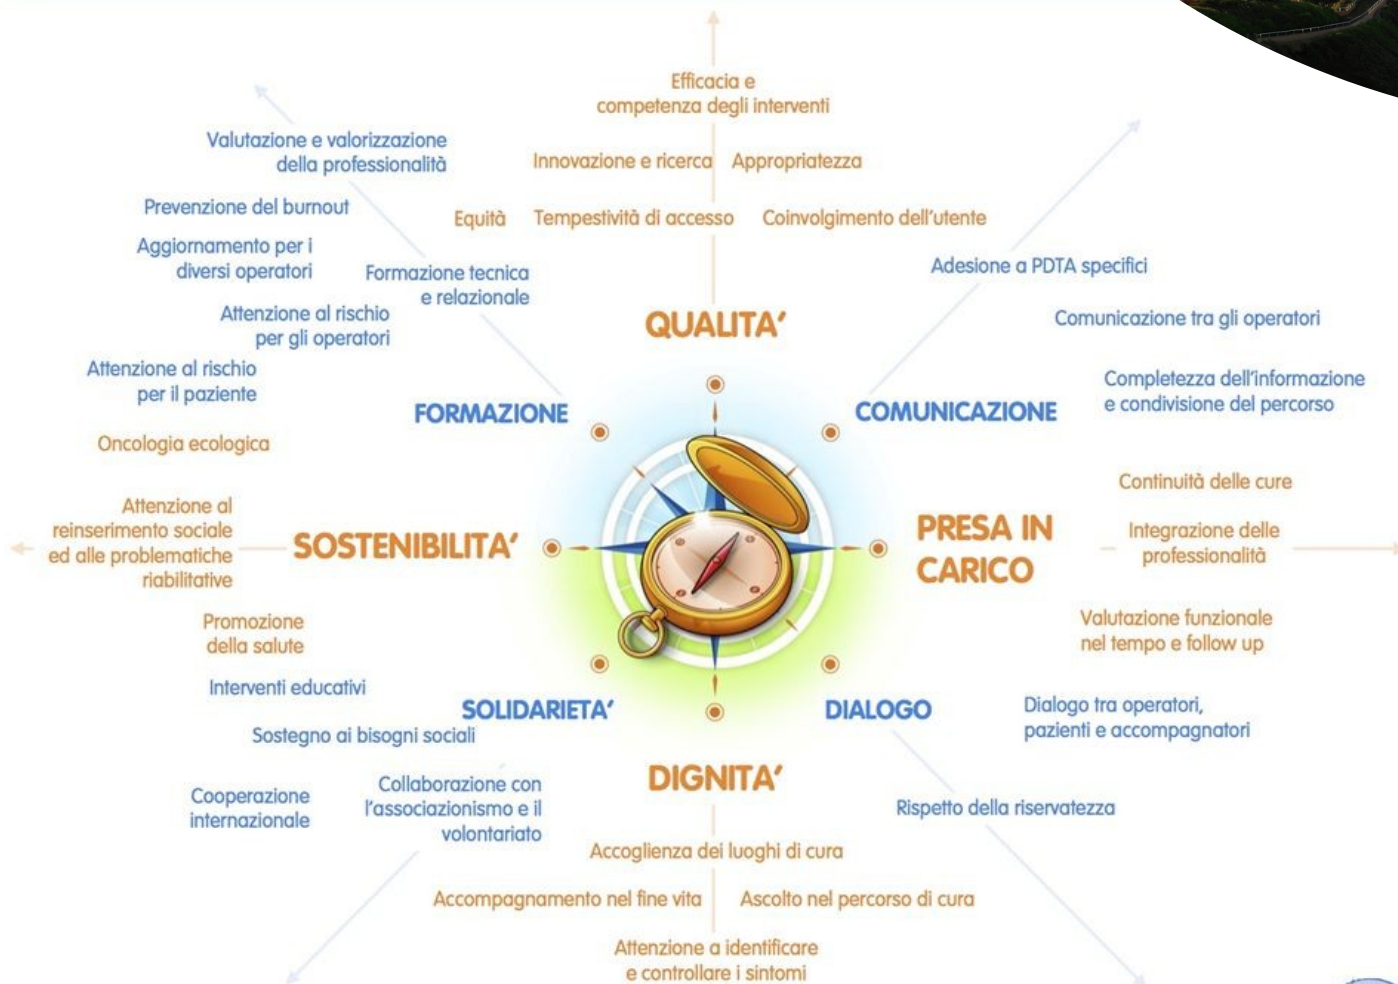 Efficacia e
competenza degli interventi
Innovazione e ricerca
Appropriatezza
Equità
Tempestività di accesso
Coinvolgimento dell'utente
QUALITA'
Valutazione e valorizzazione
della professionalità
Prevenzione del burnout
Aggiornamento per i
diversi operatori
Formazione tecnica
e relazionale
Attenzione al rischio
per gli operatori
Attenzione al rischio
per il paziente
FORMAZIONE
Adesione a PDTA specifici
Comunicazione tra gli operatori
Completezza dell'informazione
e condivisione del percorso
COMUNICAZIONE
Oncologia ecologica
Attenzione al
reinserimento sociale
ed alle problematiche
riabilitative
SOSTENIBILITA'
Promozione
della salute
Continuità delle cure
PRESA IN
CARICO
Integrazione delle
professionalità
Valutazione funzionale
nel tempo e follow up
Interventi educativi
SOLIDARIETA'
Sostegno ai bisogni sociali
Cooperazione
internazionale
Collaborazione con
l'associazionismo e il
volontariato
DIALOGO
Dialogo tra operatori,
pazienti e accompagnatori
Rispetto della riservatezza
DIGNITA'
Accoglienza dei luoghi di cura
Accompagnamento nel fine vita
Ascolto nel percorso di cura
Attenzione a identificare
e controllare i sintomi